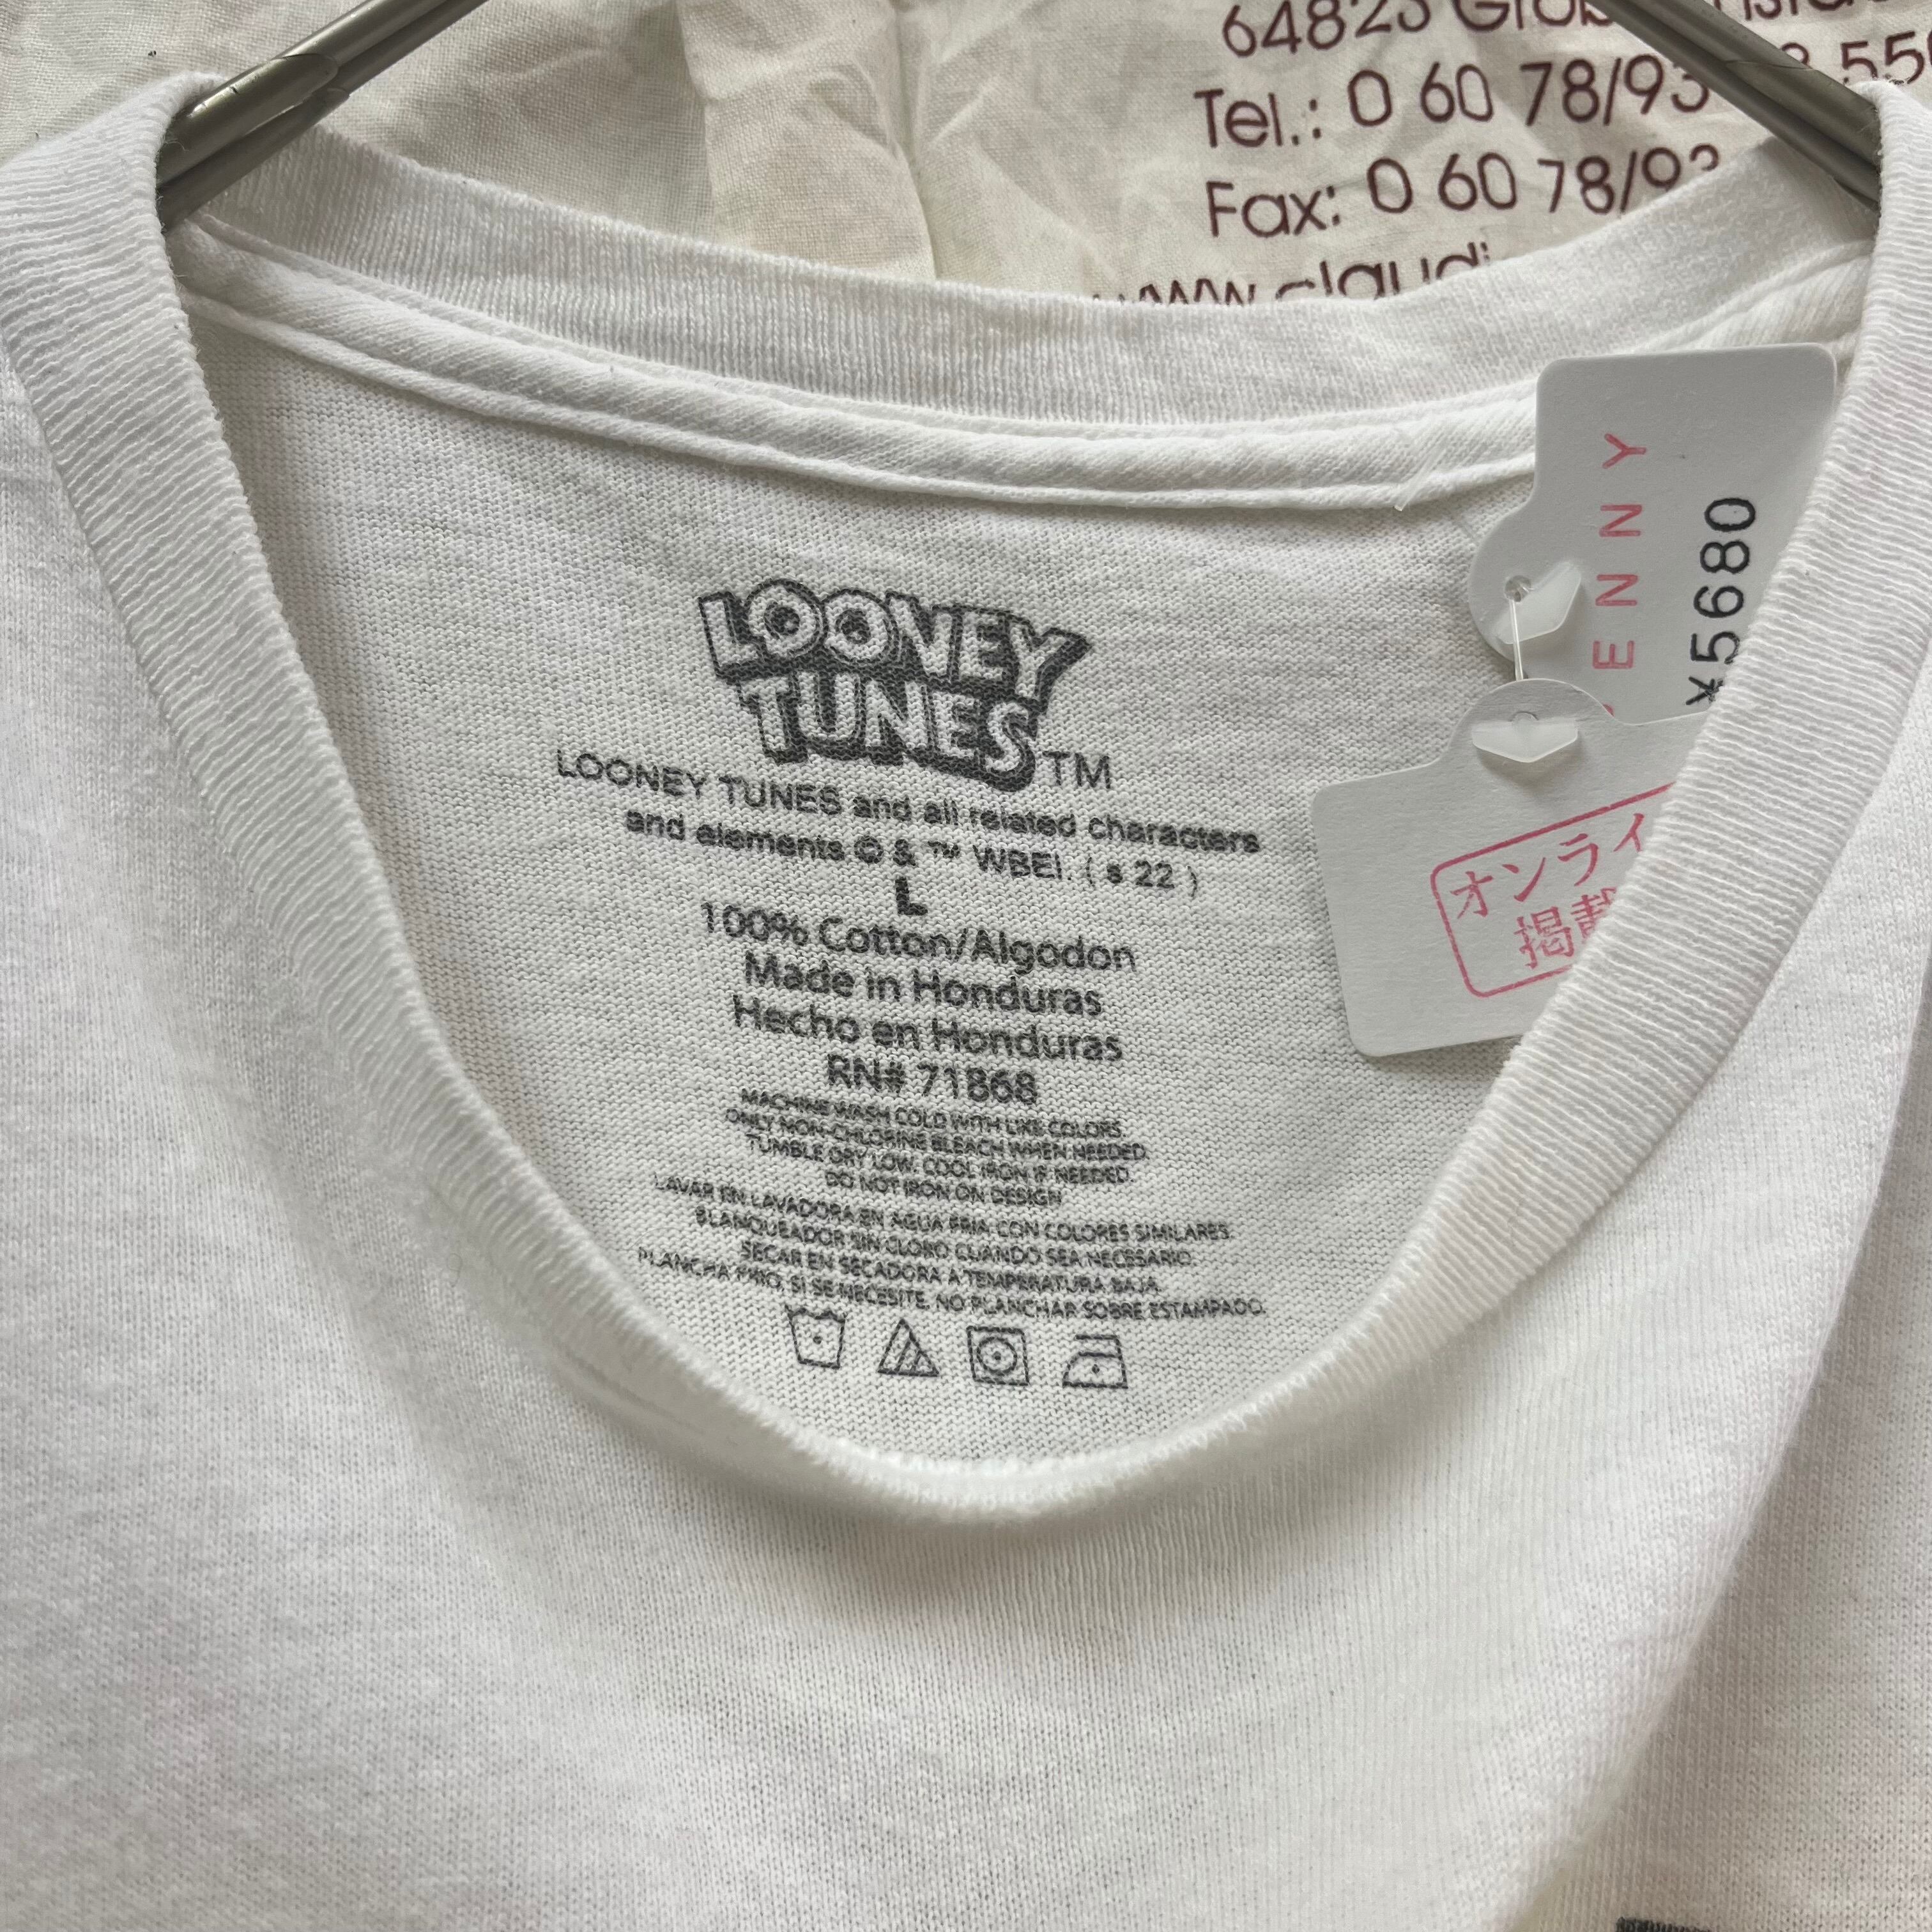 Tel.: 0 60 78/93
Fax: 0 60 78/93
ENNY
¥5680
LOONEY
TUNES™
LOONEY TUNES and all related characters
and elements © & ™ WBEI. ( s 22 )
L
100% Cotton/Algodon
Made in Honduras
Hecho en Honduras
RN# 71868
MACHINE WASH COLD WITH LIKE COLORS.
ONLY NON-CHLORINE BLEACH WHEN NEEDED.
TUMBLE DRY LOW. COOL IRON IF NEEDED.
DO NOT IRON ON DESIGN
LAVAR EN LAVADORA EN AGUA FRIA CON COLORES SIMILARES.
BLANQUEADOR SIN CLORO CUANDO SEA NECESARIO.
SECAR EN SECADORA A TEMPERATURA BAJA.
PLANCHA FRIO, SI SE NECESITE. NO PLANCHAR SOBRE ESTAMPADO.
オンライ
掲載